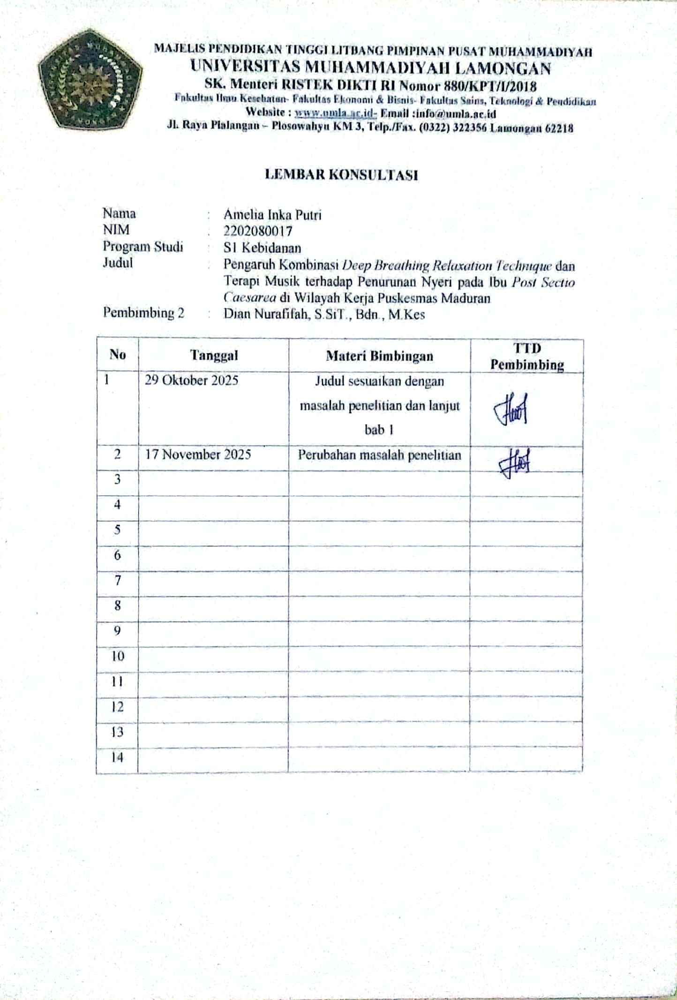 MAJELIS PENDIDIKAN TINGGI LITBANG PIMPINAN PUSAT MUHAMMADIYAH
UNIVERSITAS MUHAMMADIYAH LAMONGAN
SK. Menteri RISTEK DIKTI RI Nomor 880/KPT/I/2018
Fakultas Ilmu Kesehatan- Fakultas Ekonomi & Bisnis- Fakultas Sains, Teknologi & Pendidikan
Website : www.umla.ac.id- Email :info@umla.ac.id
Jl. Raya Plalangan – Plosowahyu KM 3, Telp./Fax. (0322) 322356 Lamongan 62218
LEMBAR KONSULTASI
Nama : Amelia Inka Putri
NIM : 2202080017
Program Studi : S1 Kebidanan
Judul : Pengaruh Kombinasi Deep Breathing Relaxation Technique dan
Terapi Musik terhadap Penurunan Nyeri pada Ibu Post Sectio
Caesarea di Wilayah Kerja Puskesmas Maduran
Pembimbing 2 : Dian Nurafifah, S.SiT., Bdn., M.Kes
No Tanggal Materi Bimbingan TTD Pembimbing
1 29 Oktober 2025 Judul sesuaikan dengan
masalah penelitian dan lanjut
bab 1
2 17 November 2025 Perubahan masalah penelitian
3
4
5
6
7
8
9
10
11
12
13
14